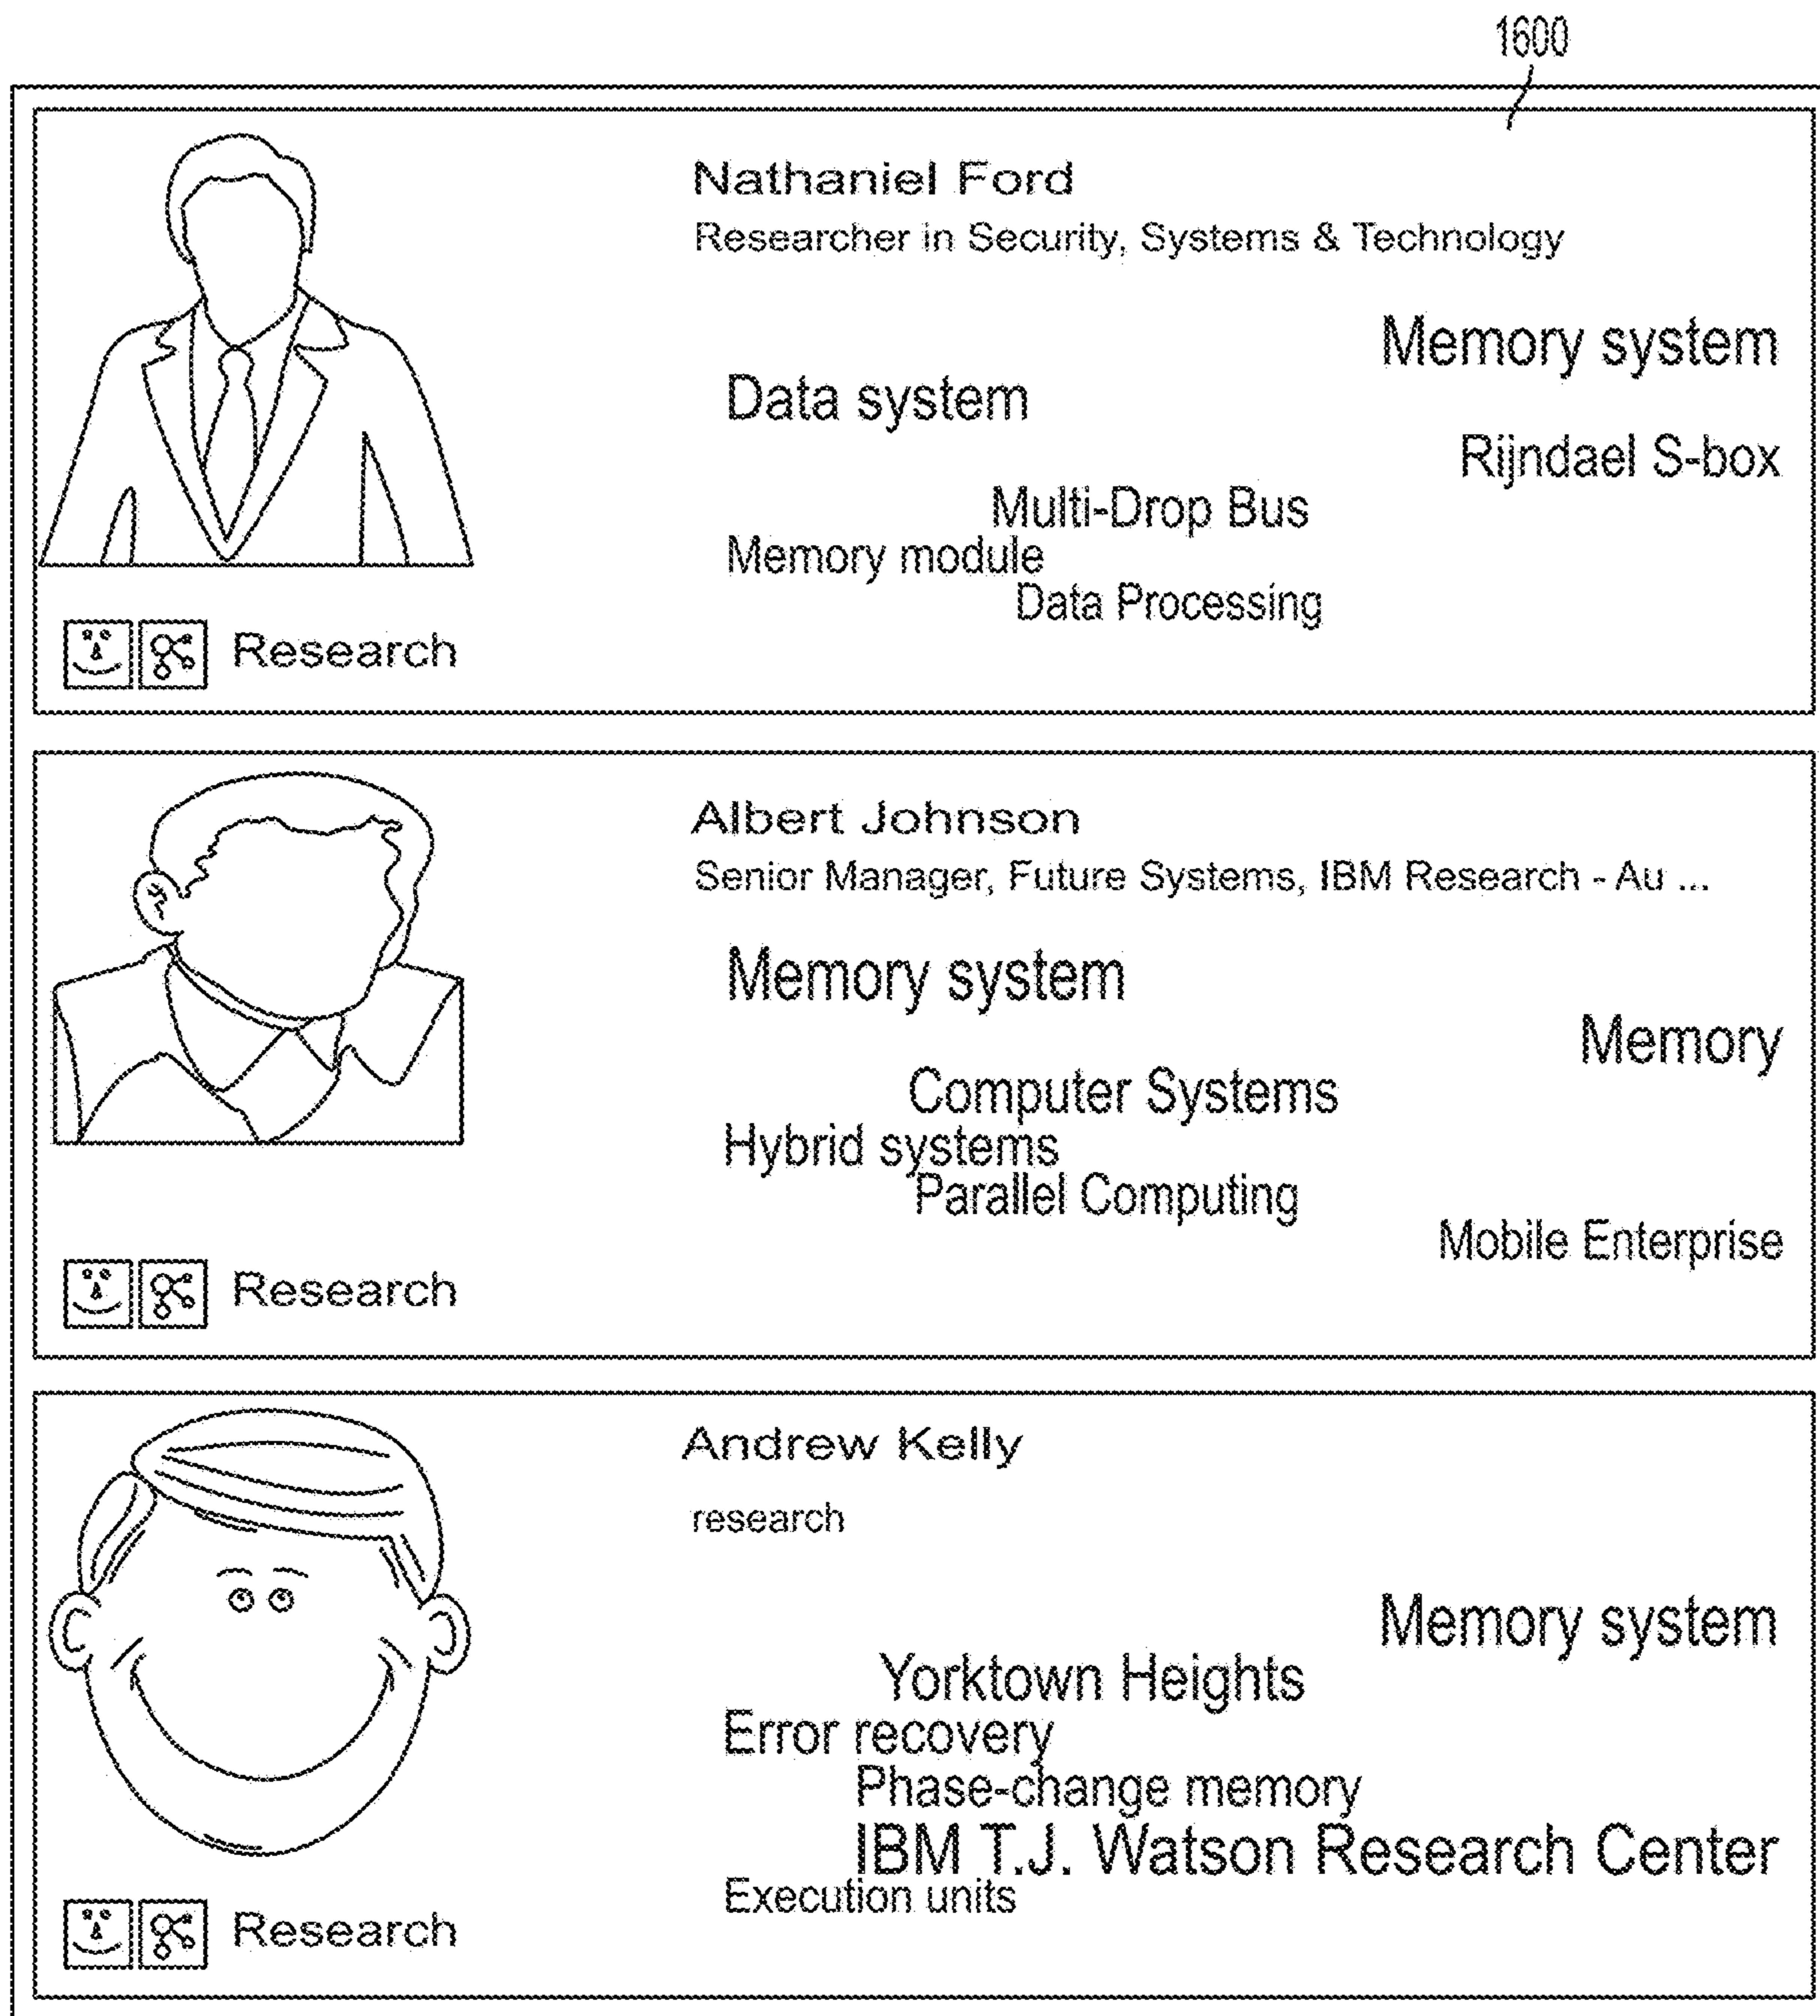 1600
Nathaniel Ford
Researcher in Security, Systems & Technology
Memory system
Data system
Rijndael S-box
Multi-Drop Bus
Memory module
Data Processing
Research
Albert Johnson
Senior Manager, Future Systems, IBM Research - Au ...
Memory system
Memory
Computer Systems
Hybrid systems
Parallel Computing
Mobile Enterprise
Research
Andrew Kelly
research
Memory system
Yorktown Heights
Error recovery
Phase-change memory
IBM T.J. Watson Research Center
Execution units
Research